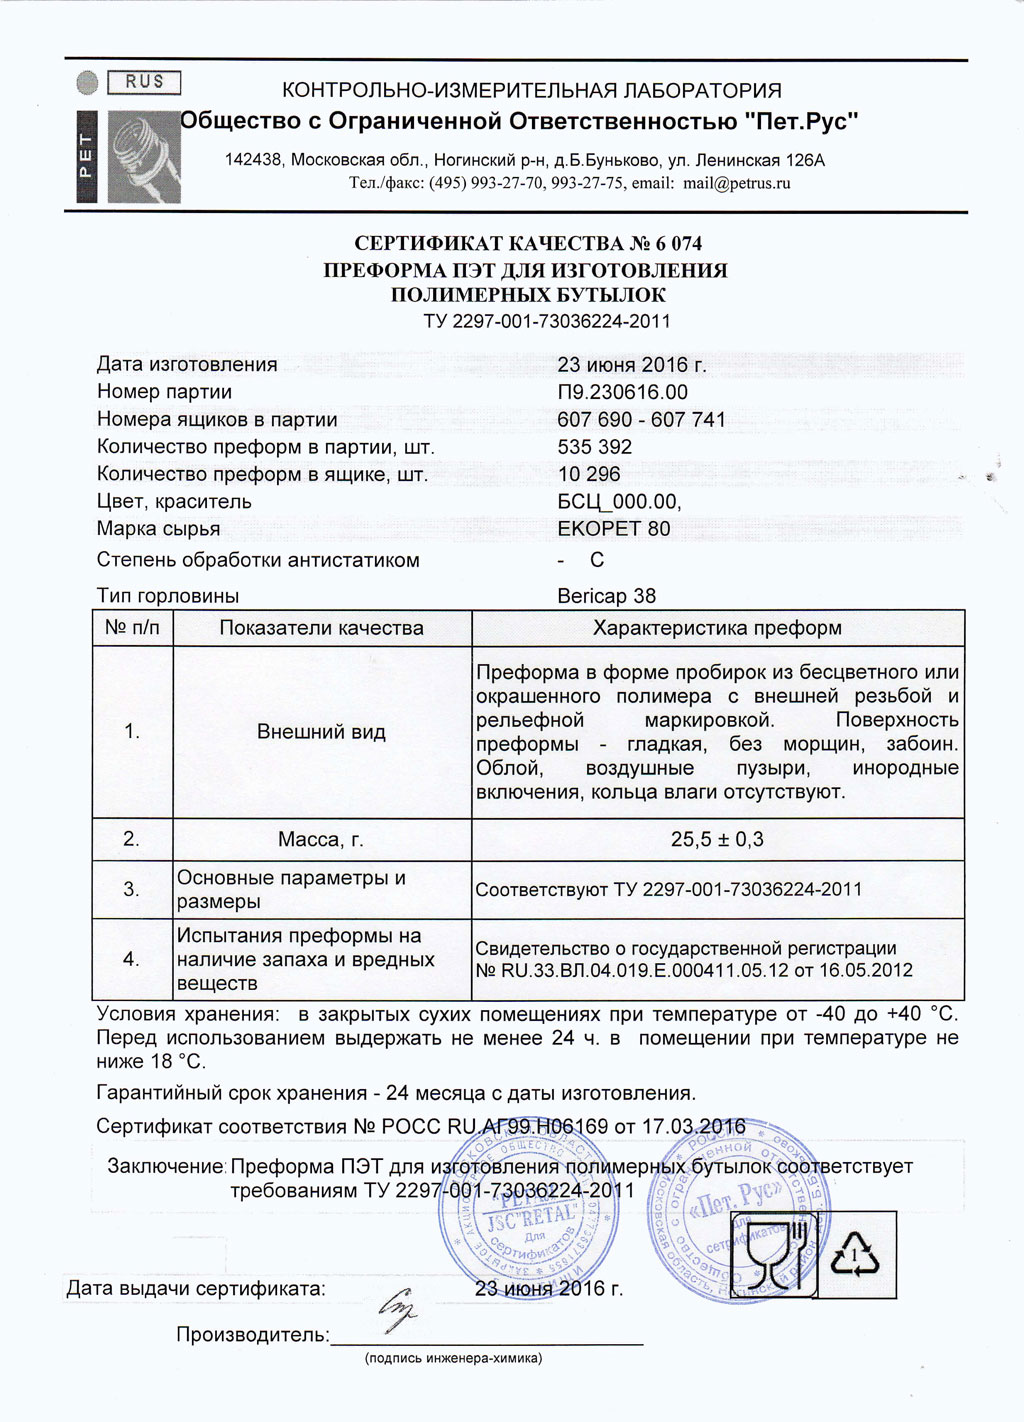 RUS
PET
КОНТРОЛЬНО-ИЗМЕРИТЕЛЬНАЯ ЛАБОРАТОРИЯ
Общество с Ограниченной Ответственностью "Пет.Рус"
142438, Московская обл., Ногинский р-н, д.Б.Буньково, ул. Ленинская 126А
Тел./факс: (495) 993-27-70, 993-27-75, email: mail@petrus.ru
СЕРТИФИКАТ КАЧЕСТВА № 6 074
ПРЕФОРМА ПЭТ ДЛЯ ИЗГОТОВЛЕНИЯ
ПОЛИМЕРНЫХ БУТЫЛОК
ТУ 2297-001-73036224-2011
Дата изготовления 23 июня 2016 г.
Номер партии П9.230616.00
Номера ящиков в партии 607 690 - 607 741
Количество преформ в партии, шт. 535 392
Количество преформ в ящике, шт. 10 296
Цвет, краситель БСЦ_000.00,
Марка сырья EKOPET 80
Степень обработки антистатиком - С
Тип горловины Bericap 38
№ п/п Показатели качества Характеристика преформ
1. Внешний вид
Преформа в форме пробирок из бесцветного или
окрашенного полимера с внешней резьбой и
рельефной маркировкой. Поверхность
преформы - гладкая, без морщин, забоин.
Облой, воздушные пузыри, инородные
включения, кольца влаги отсутствуют.
2. Масса, г. 25,5 ± 0,3
3. Основные параметры и
размеры
Соответствуют ТУ 2297-001-73036224-2011
4. Испытания преформы на
наличие запаха и вредных
веществ
Свидетельство о государственной регистрации
№ RU.33.ВЛ.04.019.Е.000411.05.12 от 16.05.2012
Условия хранения: в закрытых сухих помещениях при температуре от -40 до +40 °С.
Перед использованием выдержать не менее 24 ч. в помещении при температуре не
ниже 18 °С.
Гарантийный срок хранения - 24 месяца с даты изготовления.
Сертификат соответствия № РОСС RU.АГ99.Н06169 от 17.03.2016
Заключение: Преформа ПЭТ для изготовления полимерных бутылок соответствует
требованиям ТУ 2297-001-73036224-2011
JSC "RETAL"
Для
сертификатов
«Пет. Рус»
для
сертификатов
1
Дата выдачи сертификата: 23 июня 2016 г.
Производитель:
(подпись инженера-химика)